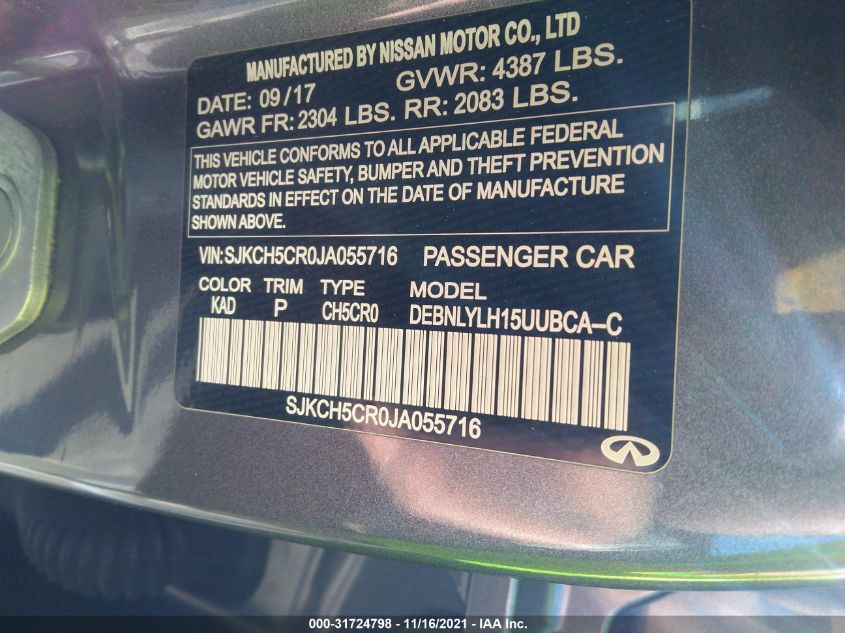 MANUFACTURED BY NISSAN MOTOR CO., LTD
DATE: 09/17 GVWR: 4387 LBS.
GAWR FR: 2304 LBS. RR: 2083 LBS.
THIS VEHICLE CONFORMS TO ALL APPLICABLE FEDERAL
MOTOR VEHICLE SAFETY, BUMPER AND THEFT PREVENTION
STANDARDS IN EFFECT ON THE DATE OF MANUFACTURE
SHOWN ABOVE.
VIN: SJKCH5CR0JA055716 PASSENGER CAR
COLOR TRIM TYPE MODEL
KAD P CH5CR0 DEBNLYLH15UUBCA-C
SJKCH5CR0JA055716
000-31724798 - 11/16/2021 - IAA Inc.